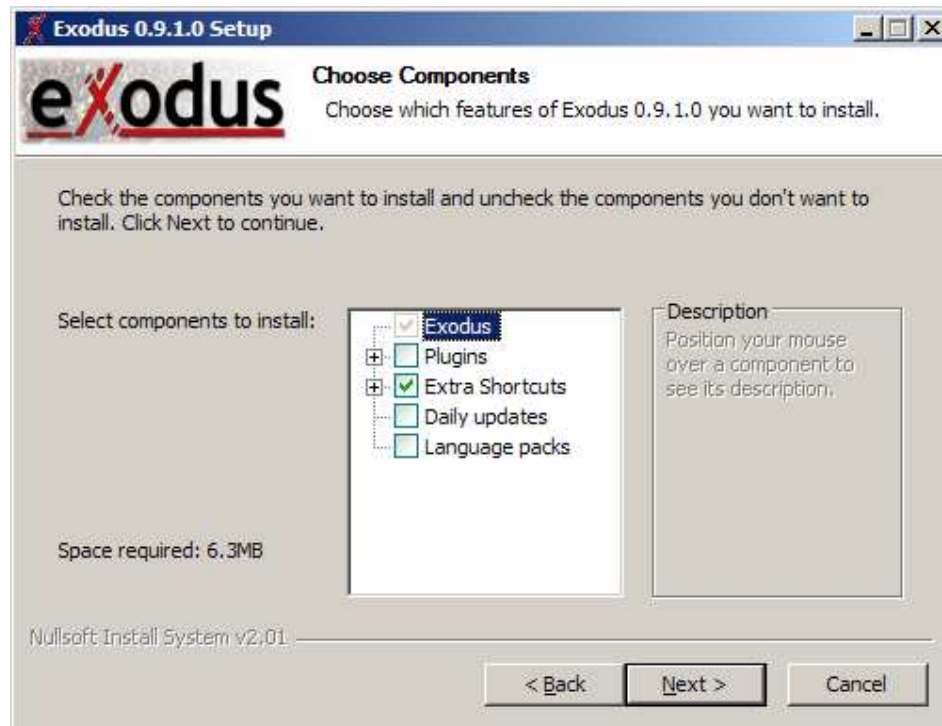 Exodus 0.9.1.0 Setup
eXodus
Choose Components
Choose which features of Exodus 0.9.1.0 you want to install.
Check the components you want to install and uncheck the components you don't want to
install. Click Next to continue.
Select components to install:
Exodus
Plugins
Extra Shortcuts
Daily updates
Language packs
Description
Position your mouse
over a component to
see its description.
Space required: 6.3MB
Nullsoft Install System v2.01
< Back
Next >
Cancel